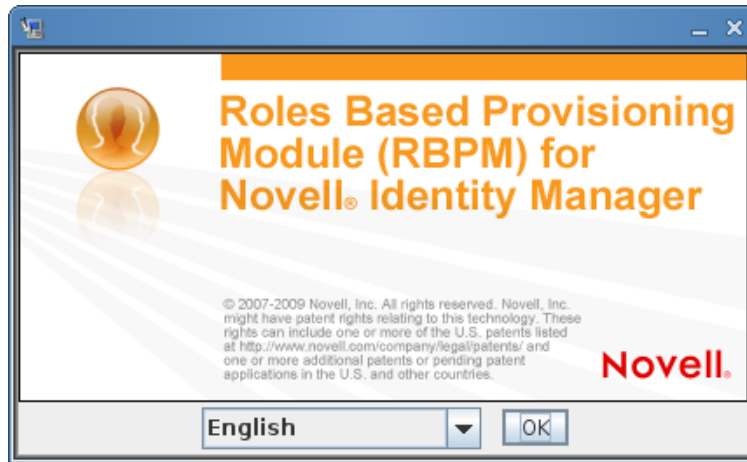 Roles Based Provisioning
Module (RBPM) for
Novell® Identity Manager
© 2007-2009 Novell, Inc. All rights reserved. Novell, Inc.
might have patent rights relating to this technology. These
rights can include one or more of the U.S. patents listed
at http://www.novell.com/company/legal/patents/ and
one or more additional patents or pending patent
applications in the U.S. and other countries.
Novell®
English
OK